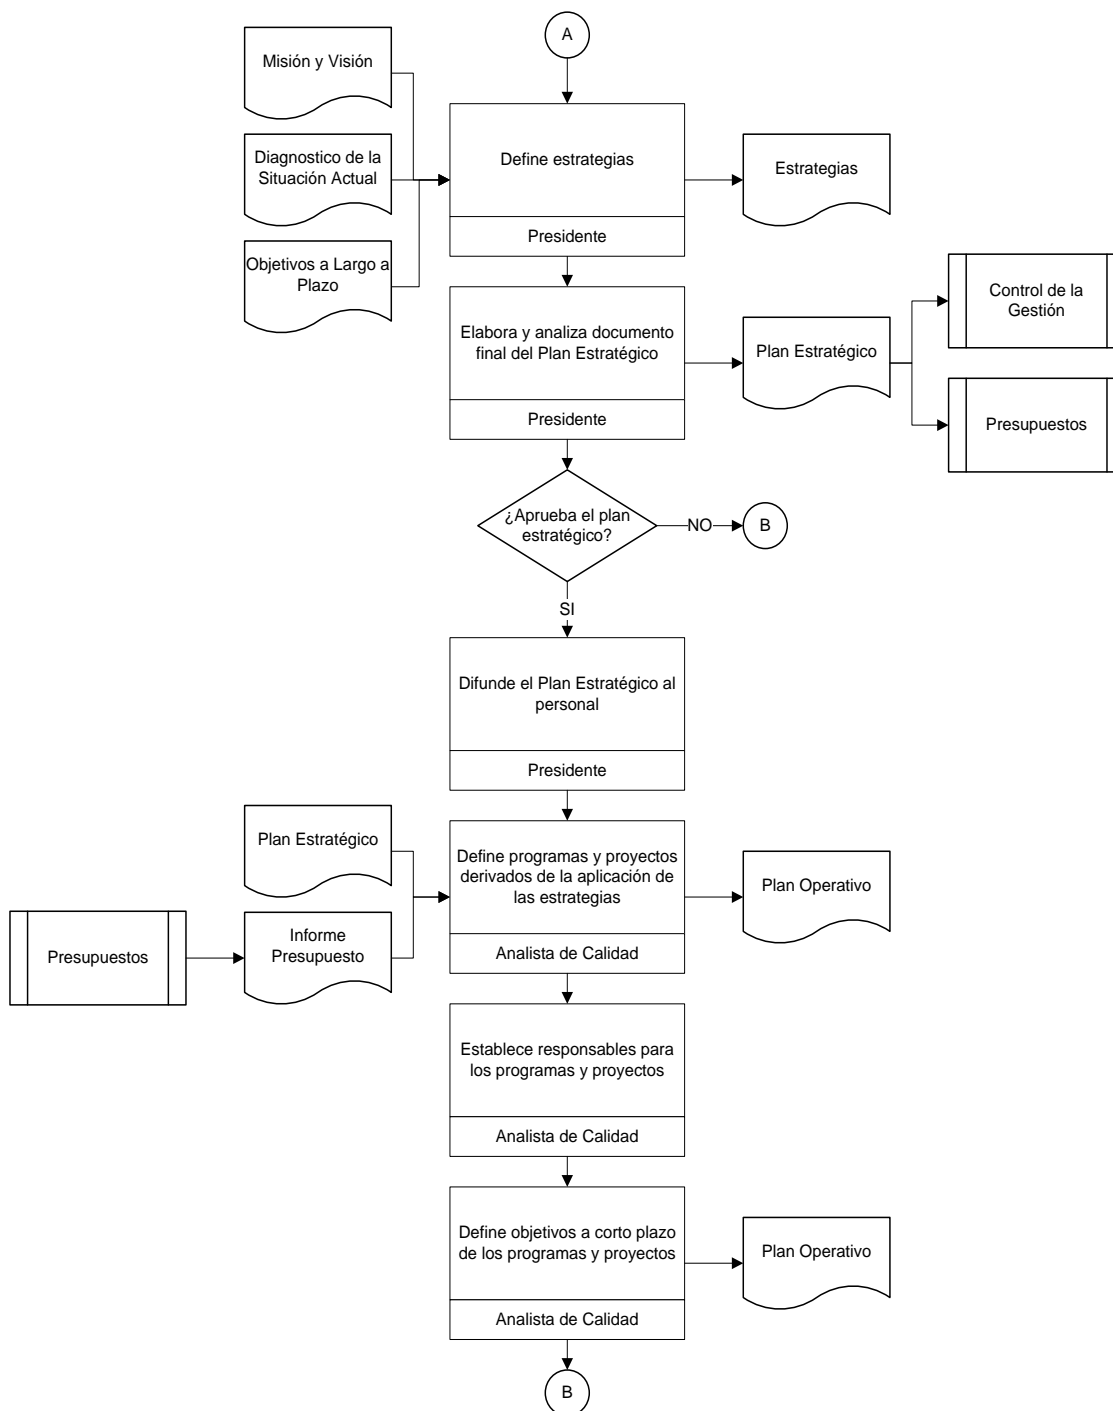 A
Misión y Visión
Diagnostico de la
Situación Actual
Objetivos a Largo a
Plazo
Define estrategias
Presidente
Estrategias
Elabora y analiza documento
final del Plan Estratégico
Presidente
Plan Estratégico
Control de la
Gestión
Presupuestos
¿Aprueba el plan
estratégico?
NO
B
SI
Difunde el Plan Estratégico al
personal
Presidente
Plan Estratégico
Presupuestos
Informe
Presupuesto
Define programas y proyectos
derivados de la aplicación de
las estrategias
Analista de Calidad
Plan Operativo
Establece responsables para
los programas y proyectos
Analista de Calidad
Define objetivos a corto plazo
de los programas y proyectos
Analista de Calidad
Plan Operativo
B